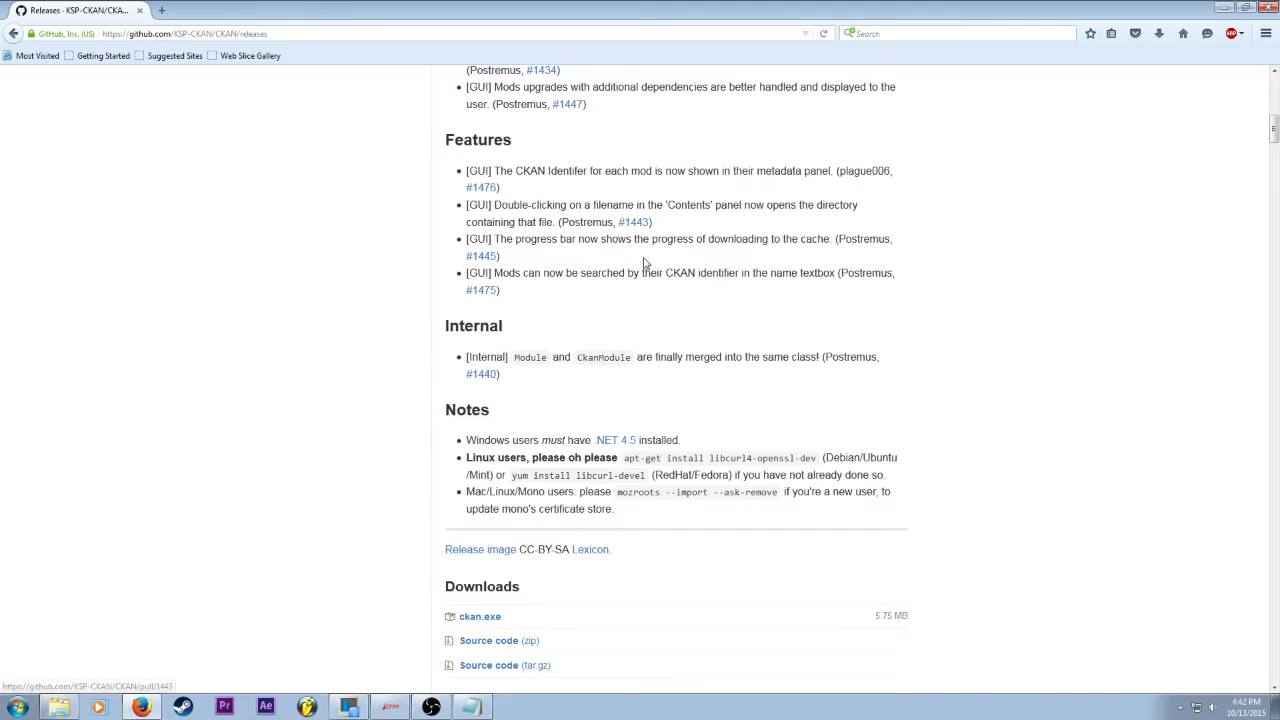 Releases - KSP-CKAN/CKA...
GitHub, Inc. (US)
https://github.com/KSP-CKAN/CKAN/releases
Search
Most Visited
Getting Started
Suggested Sites
Web Slice Gallery
(Postremus, #1434)
• [GUI] Mods upgrades with additional dependencies are better handled and displayed to the
user. (Postremus, #1447)
Features
• [GUI] The CKAN Identifer for each mod is now shown in their metadata panel. (plague006,
#1476)
• [GUI] Double-clicking on a filename in the 'Contents' panel now opens the directory
containing that file. (Postremus, #1443)
• [GUI] The progress bar now shows the progress of downloading to the cache. (Postremus,
#1445)
• [GUI] Mods can now be searched by their CKAN identifier in the name textbox (Postremus,
#1475)
Internal
• [Internal] Module and CkanModule are finally merged into the same class! (Postremus,
#1440)
Notes
• Windows users must have .NET 4.5 installed.
• Linux users, please oh please apt-get install libcurl4-openssl-dev (Debian/Ubuntu
/Mint) or yum install libcurl-devel (RedHat/Fedora) if you have not already done so.
• Mac/Linux/Mono users: please mozroots --import --ask-remove if you're a new user, to
update mono's certificate store.
Release image CC-BY-SA Lexicon.
Downloads
ckan.exe
5.75 MB
Source code (zip)
Source code (tar.gz)
https://github.com/KSP-CKAN/CKAN/pull/1443
Pr
Ae
CKAN
4:42 PM
10/13/2015
ABP